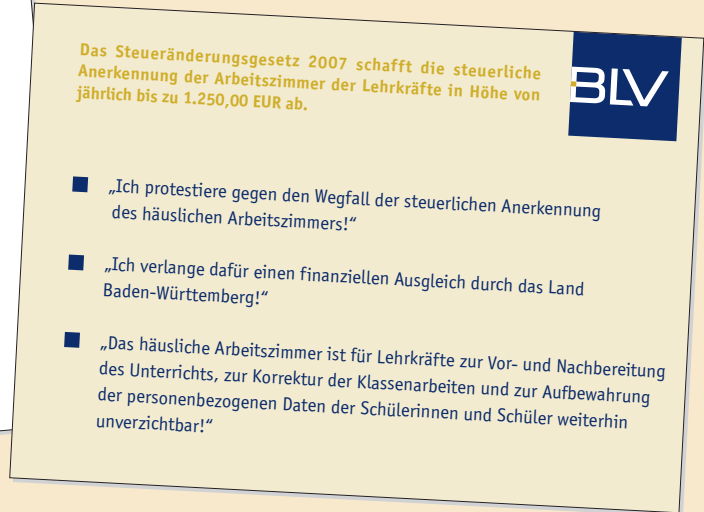 Das Steueränderungsgesetz 2007 schafft die steuerliche
Anerkennung der Arbeitszimmer der Lehrkräfte in Höhe von
jährlich bis zu 1.250,00 EUR ab.
BLV
„Ich protestiere gegen den Wegfall der steuerlichen Anerkennung
des häuslichen Arbeitszimmers!“
„Ich verlange dafür einen finanziellen Ausgleich durch das Land
Baden-Württemberg!“
„Das häusliche Arbeitszimmer ist für Lehrkräfte zur Vor- und Nachbereitung
des Unterrichts, zur Korrektur der Klassenarbeiten und zur Aufbewahrung
der personenbezogenen Daten der Schülerinnen und Schüler weiterhin
unverzichtbar!“